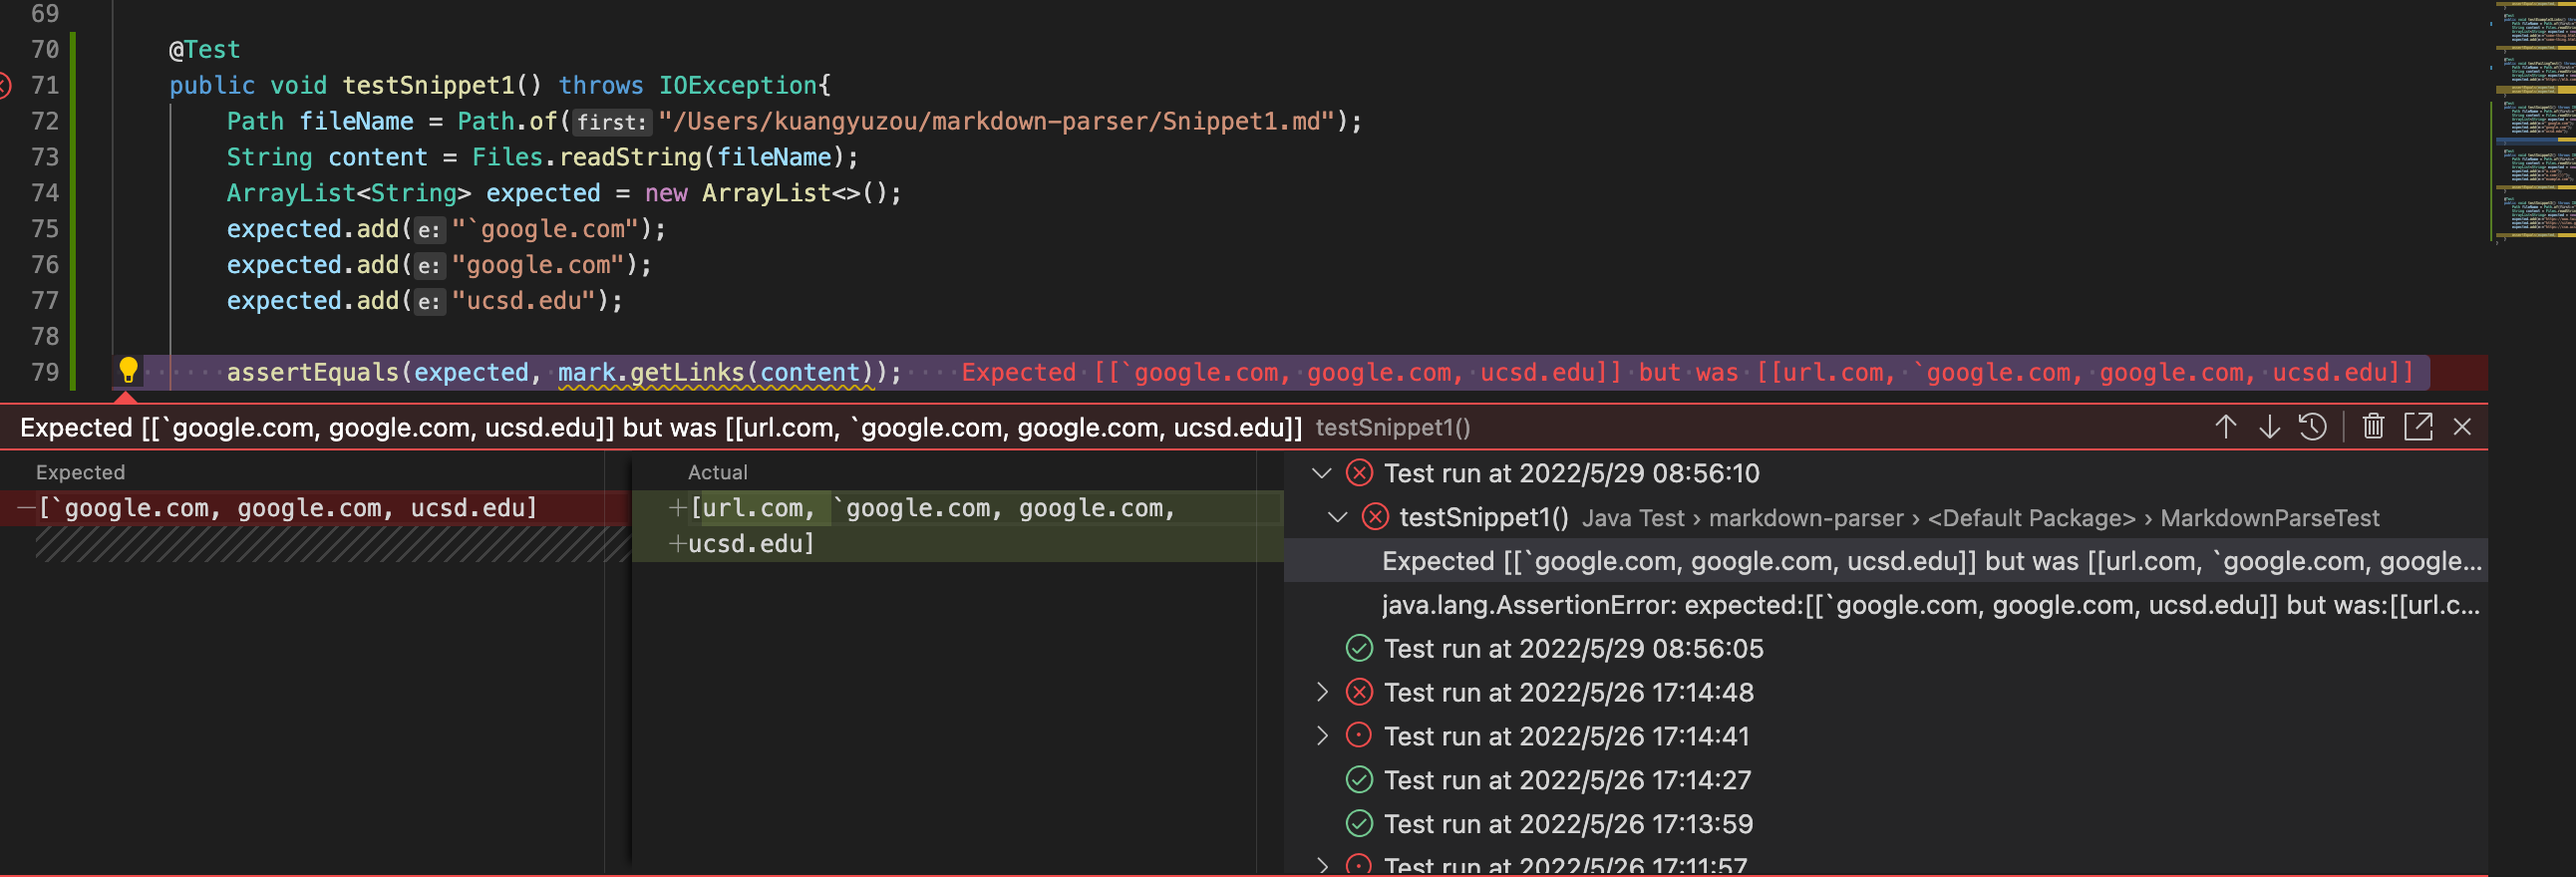 69
70 @Test
71 public void testSnippet1() throws IOException{
72 Path fileName = Path.of(first: "/Users/kuangyuzou/markdown-parser/Snippet1.md");
73 String content = Files.readString(fileName);
74 ArrayList<String> expected = new ArrayList<>();
75 expected.add(e: "`google.com");
76 expected.add(e: "google.com");
77 expected.add(e: "ucsd.edu");
78
79 ······assertEquals(expected,·mark.getLinks(content));····Expected·[[`google.com,·google.com,·ucsd.edu]]·but·was·[[url.com,·`google.com,·google.com,·ucsd.edu]]
Expected [[`google.com, google.com, ucsd.edu]] but was [[url.com, `google.com, google.com, ucsd.edu]] testSnippet1()
Expected
—[`google.com, google.com, ucsd.edu]
Actual
+[url.com, `google.com, google.com,
+ucsd.edu]
Test run at 2022/5/29 08:56:10
testSnippet1() Java Test › markdown-parser › <Default Package> › MarkdownParseTest
Expected [[`google.com, google.com, ucsd.edu]] but was [[url.com, `google.com, google...
java.lang.AssertionError: expected:[[`google.com, google.com, ucsd.edu]] but was:[[url.c...
Test run at 2022/5/29 08:56:05
Test run at 2022/5/26 17:14:48
Test run at 2022/5/26 17:14:41
Test run at 2022/5/26 17:14:27
Test run at 2022/5/26 17:13:59
Test run at 2022/5/26 17:11:57